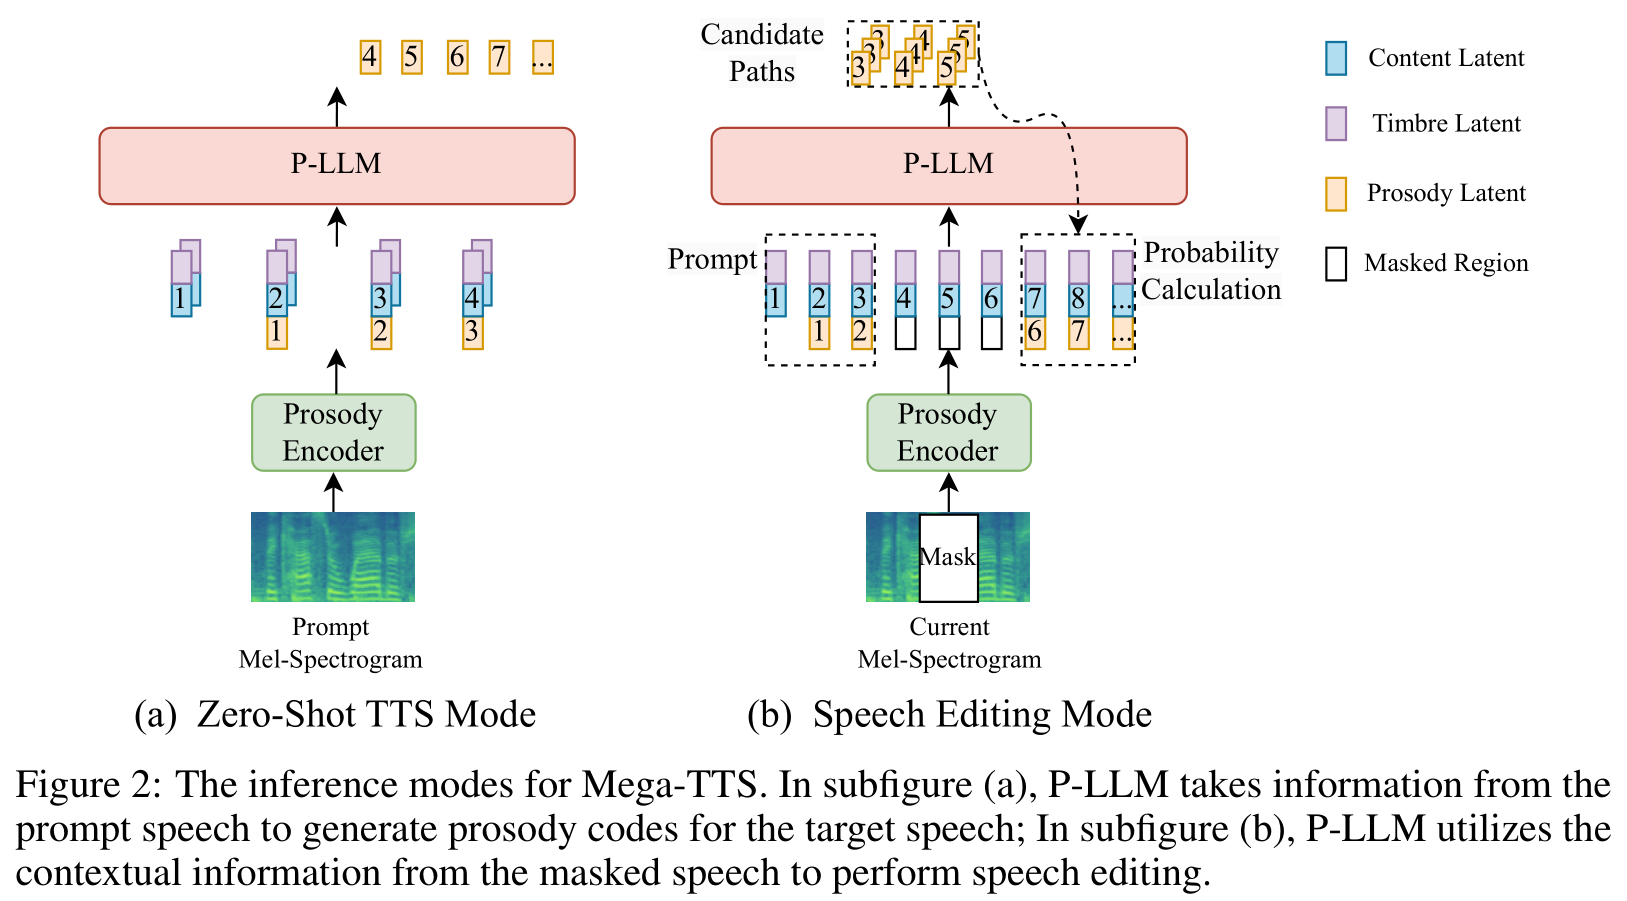 4 5 6 7 ...
P-LLM
1 2 3 4
1 2 3
Prosody
Encoder
Prompt
Mel-Spectrogram
(a) Zero-Shot TTS Mode
Candidate
Paths
3 4 5
3 4 5
3 4 5
P-LLM
Prompt
1 2 3 4 5 6 7 8 ...
1 2 6 7 ...
Probability
Calculation
Prosody
Encoder
Mask
Current
Mel-Spectrogram
(b) Speech Editing Mode
Content Latent
Timbre Latent
Prosody Latent
Masked Region
Figure 2: The inference modes for Mega-TTS. In subfigure (a), P-LLM takes information from the
prompt speech to generate prosody codes for the target speech; In subfigure (b), P-LLM utilizes the
contextual information from the masked speech to perform speech editing.